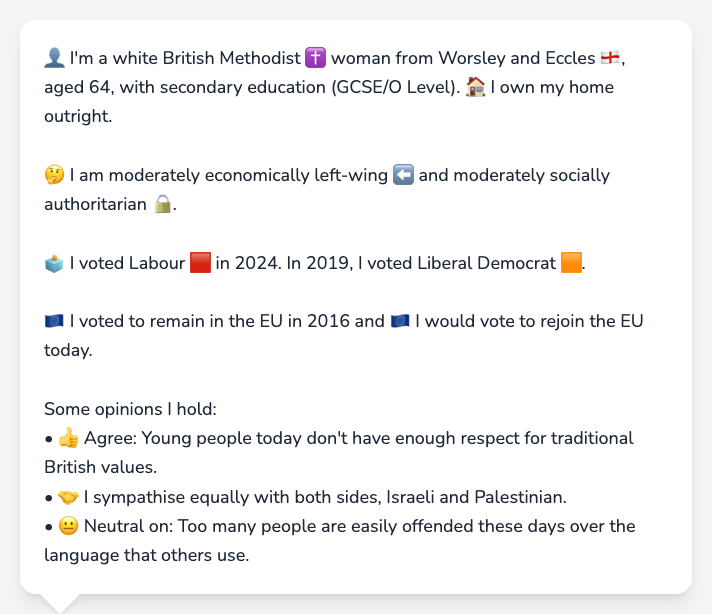 👤 I'm a white British Methodist ✝️ woman from Worsley and Eccles 🏴󠁧󠁢󠁥󠁮󠁧󠁿,
aged 64, with secondary education (GCSE/O Level). 🏠 I own my home
outright.
🤔 I am moderately economically left-wing ⬅️ and moderately socially
authoritarian 🔒.
🗳️ I voted Labour 🟥 in 2024. In 2019, I voted Liberal Democrat 🟧.
🇪🇺 I voted to remain in the EU in 2016 and 🇪🇺 I would vote to rejoin the EU
today.
Some opinions I hold:
• 👍 Agree: Young people today don't have enough respect for traditional
British values.
• 🤝 I sympathise equally with both sides, Israeli and Palestinian.
• 😐 Neutral on: Too many people are easily offended these days over the
language that others use.